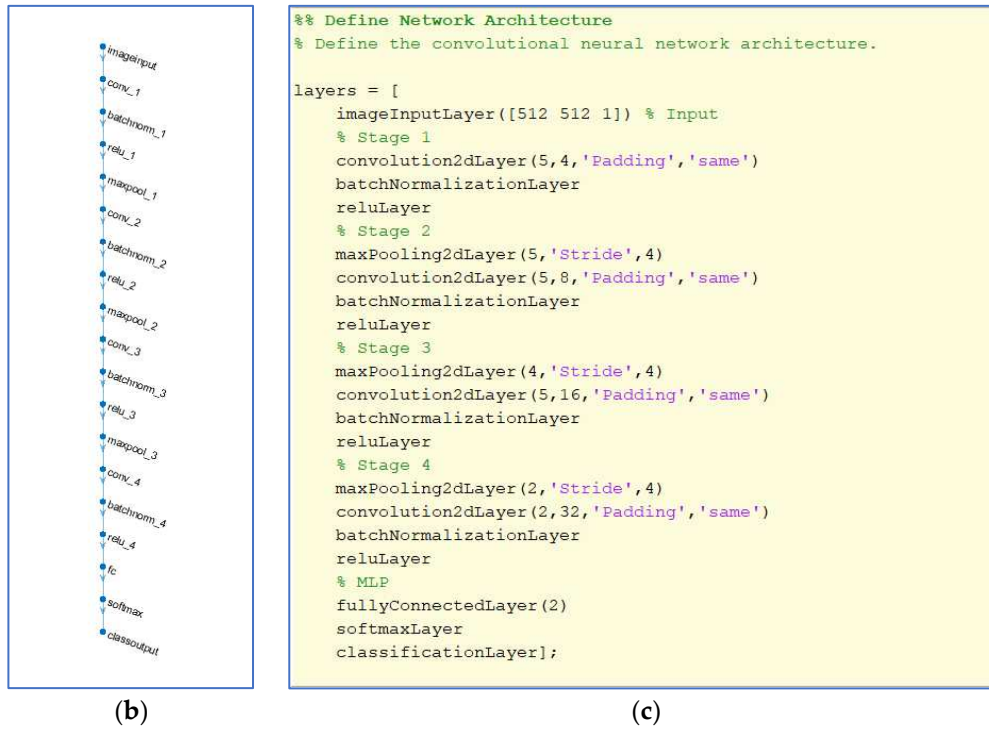 imageinput
conv_1
batchnorm_1
relu_1
maxpool_1
conv_2
batchnorm_2
relu_2
maxpool_2
conv_3
batchnorm_3
relu_3
maxpool_3
conv_4
batchnorm_4
relu_4
fc
softmax
classoutput
(b)
%% Define Network Architecture
% Define the convolutional neural network architecture.
layers = [
imageInputLayer([512 512 1]) % Input
% Stage 1
convolution2dLayer(5,4,'Padding','same')
batchNormalizationLayer
reluLayer
% Stage 2
maxPooling2dLayer(5,'Stride',4)
convolution2dLayer(5,8,'Padding','same')
batchNormalizationLayer
reluLayer
% Stage 3
maxPooling2dLayer(4,'Stride',4)
convolution2dLayer(5,16,'Padding','same')
batchNormalizationLayer
reluLayer
% Stage 4
maxPooling2dLayer(2,'Stride',4)
convolution2dLayer(2,32,'Padding','same')
batchNormalizationLayer
reluLayer
% MLP
fullyConnectedLayer(2)
softmaxLayer
classificationLayer];
(c)